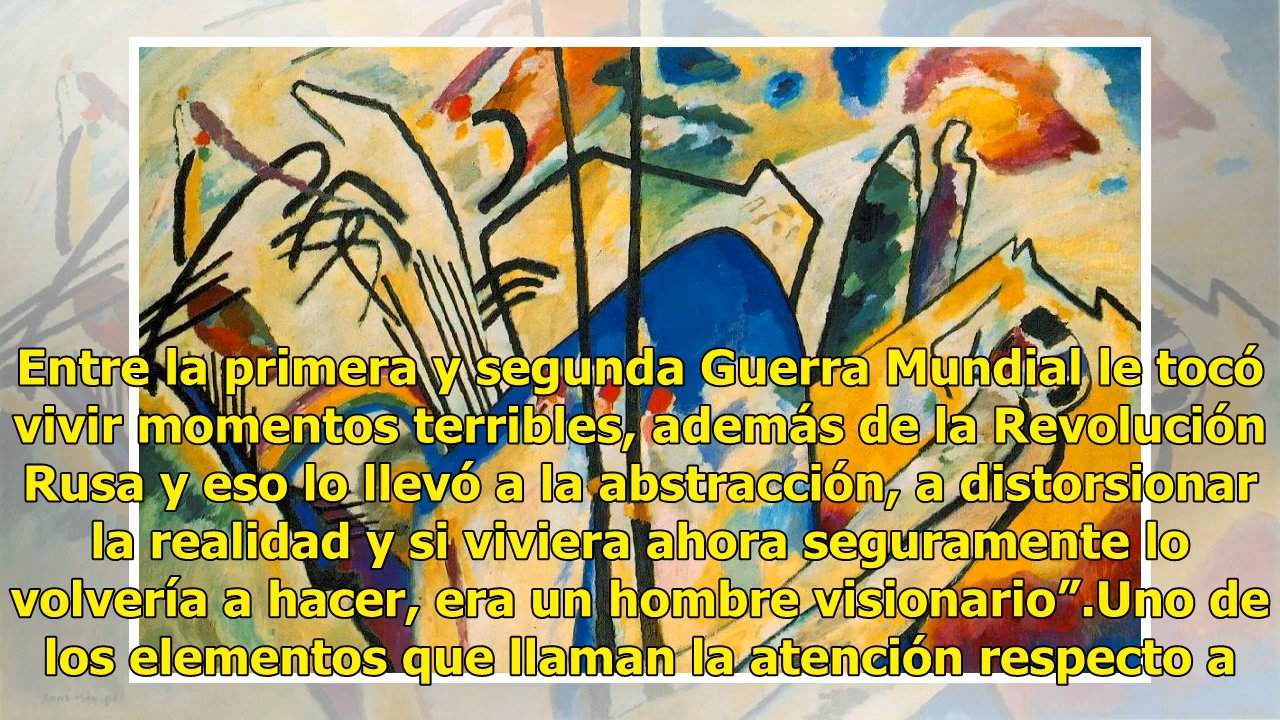 Entre la primera y segunda Guerra Mundial le tocó
vivir momentos terribles, además de la Revolución
Rusa y eso lo llevó a la abstracción, a distorsionar
la realidad y si viviera ahora seguramente lo
volvería a hacer, era un hombre visionario”.Uno de
los elementos que llaman la atención respecto a